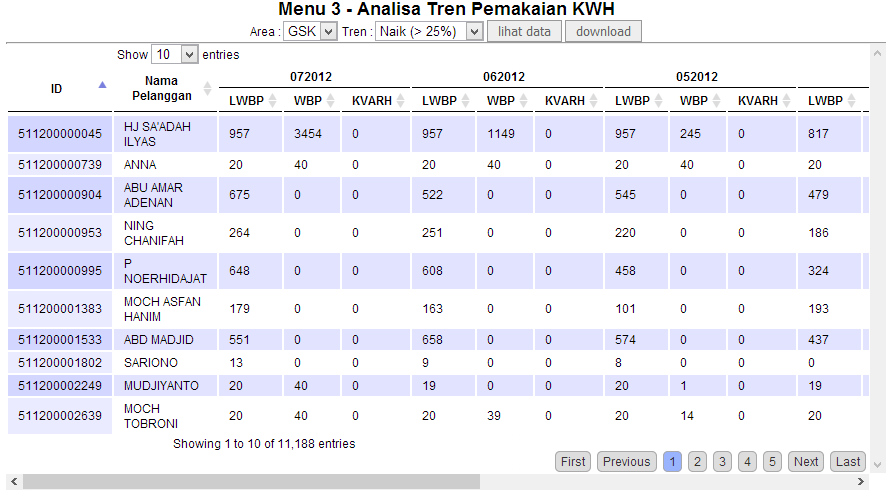 Menu 3 - Analisa Tren Pemakaian KWH
Area : GSK Tren : Naik (> 25%) lihat data download
Show 10 entries
ID Nama Pelanggan 072012 062012 052012
LWBP WBP KVARH LWBP WBP KVARH LWBP WBP KVARH LWBP
511200000045 HJ SA'ADAH ILYAS 957 3454 0 957 1149 0 957 245 0 817
511200000739 ANNA 20 40 0 20 40 0 20 40 0 20
511200000904 ABU AMAR ADENAN 675 0 0 522 0 0 545 0 0 479
511200000953 NING CHANIFAH 264 0 0 251 0 0 220 0 0 186
511200000995 P NOERHIDAJAT 648 0 0 608 0 0 458 0 0 324
511200001383 MOCH ASFAN HANIM 179 0 0 163 0 0 101 0 0 193
511200001533 ABD MADJID 551 0 0 658 0 0 574 0 0 437
511200001802 SARIONO 13 0 0 9 0 0 8 0 0 0
511200002249 MUDJIYANTO 20 40 0 19 0 0 20 1 0 19
511200002639 MOCH TOBRONI 20 40 0 20 39 0 20 14 0 20
Showing 1 to 10 of 11,188 entries
First Previous 1 2 3 4 5 Next Last